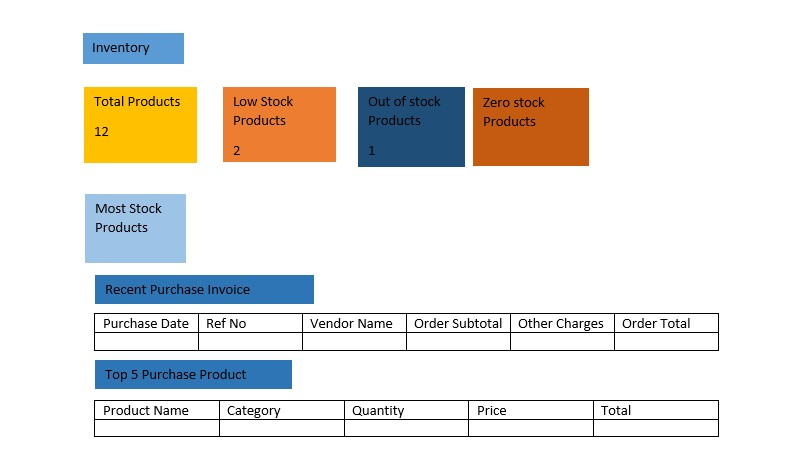 Inventory
Total Products
12
Low Stock
Products
2
Out of stock
Products
1
Zero stock
Products
Most Stock
Products
Recent Purchase Invoice
Purchase Date Ref No Vendor Name Order Subtotal Other Charges Order Total
Top 5 Purchase Product
Product Name Category Quantity Price Total